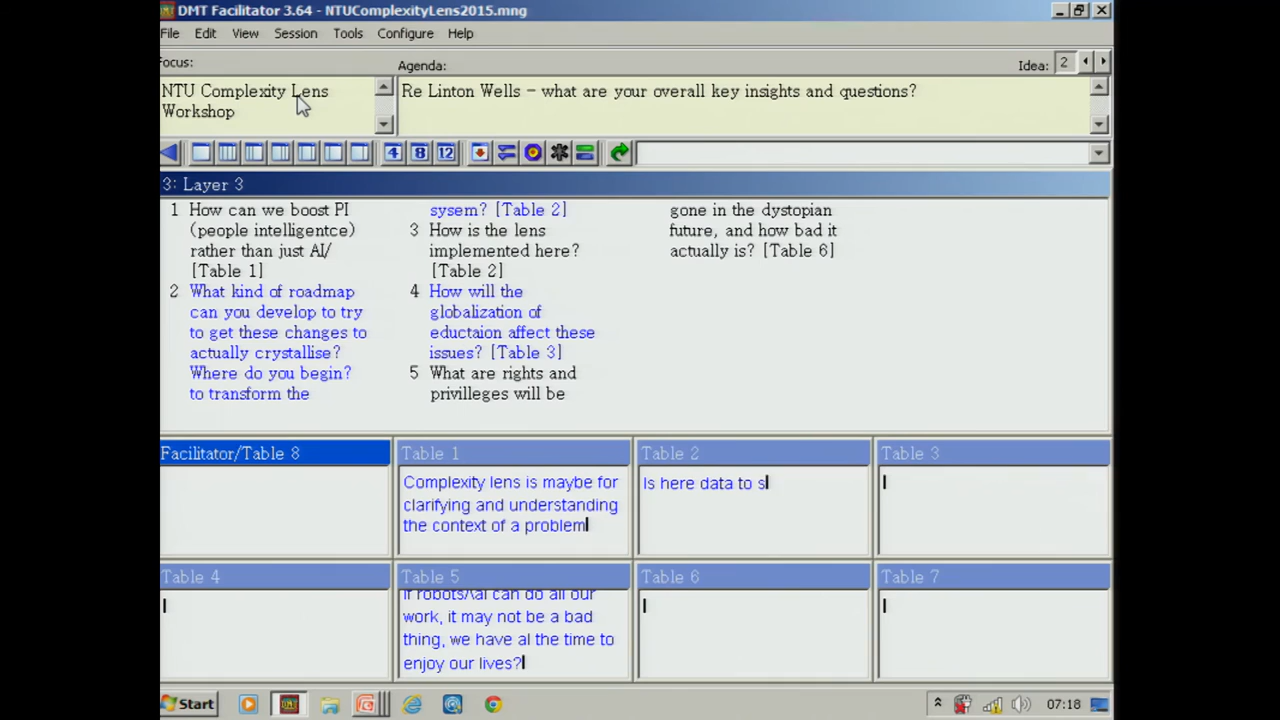 DMT Facilitator 3.64 - NTUComplexityLens2015.mng
File Edit View Session Tools Configure Help
Focus:
Agenda:
Idea: 2
NTU Complexity Lens
Workshop
Re Linton Wells - what are your overall key insights and questions?
4 8 12
3: Layer 3
1 How can we boost PI
(people intelligentce)
rather than just AI/
[Table 1]
2 What kind of roadmap
can you develop to try
to get these changes to
actually crystallise?
Where do you begin?
to transform the
sysem? [Table 2]
3 How is the lens
implemented here?
[Table 2]
4 How will the
globalization of
eductaion affect these
issues? [Table 3]
5 What are rights and
privilleges will be
gone in the dystopian
future, and how bad it
actually is? [Table 6]
Facilitator/Table 8
Table 1
Complexity lens is maybe for
clarifying and understanding
the context of a problem
Table 2
Is here data to s
Table 3
Table 4
Table 5
If robots/\ai can do all our
work, it may not be a bad
thing, we have al the time to
enjoy our lives?
Table 6
Table 7
Start
07:18